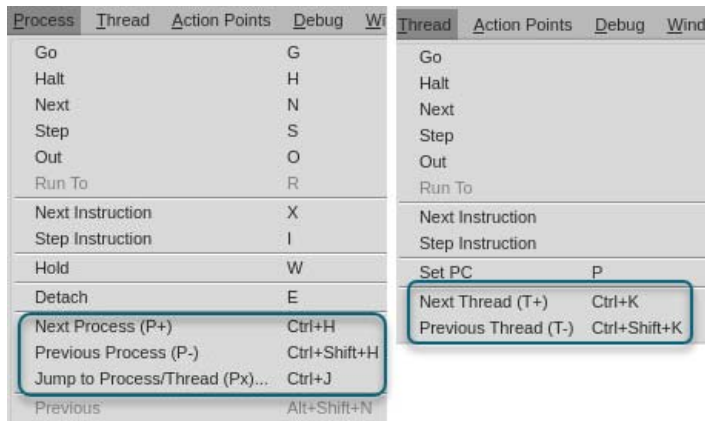 Process Thread Action Points Debug Wi
Go G
Halt H
Next N
Step S
Out O
Run To R
Next Instruction X
Step Instruction I
Hold W
Detach E
Next Process (P+) Ctrl+H
Previous Process (P-) Ctrl+Shift+H
Jump to Process/Thread (Px)... Ctrl+J
Previous Alt+Shift+N
Thread Action Points Debug Wind
Go
Halt
Next
Step
Out
Run To
Next Instruction
Step Instruction
Set PC P
Next Thread (T+) Ctrl+K
Previous Thread (T-) Ctrl+Shift+K